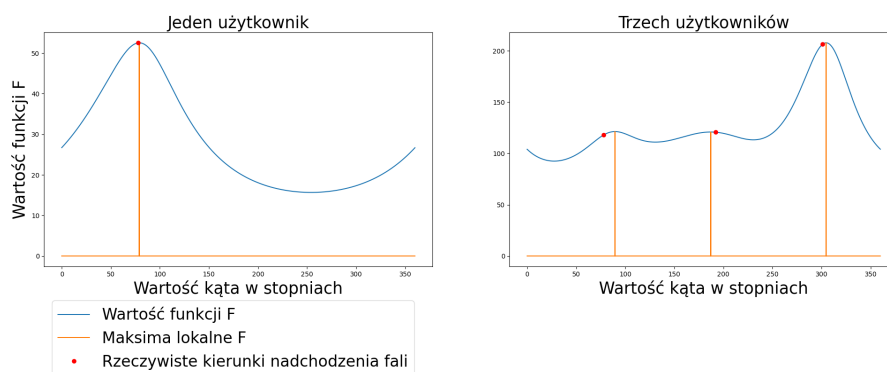 Jeden użytkownik
Wartość funkcji F
50
40
30
20
10
0
0 50 100 150 200 250 300 350
Wartość kąta w stopniach
Trzech użytkowników
200
150
100
50
0
0 50 100 150 200 250 300 350
Wartość kąta w stopniach
Wartość funkcji F
Maksima lokalne F
Rzeczywiste kierunki nadchodzenia fali